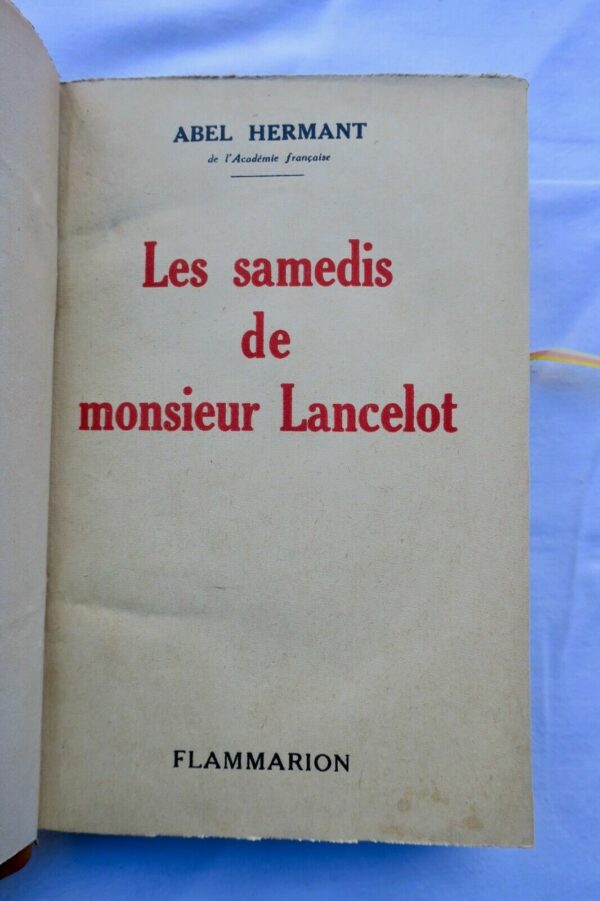 ABEL HERMANT
de l'Académie française
Les samedis
de
monsieur Lancelot
FLAMMARION